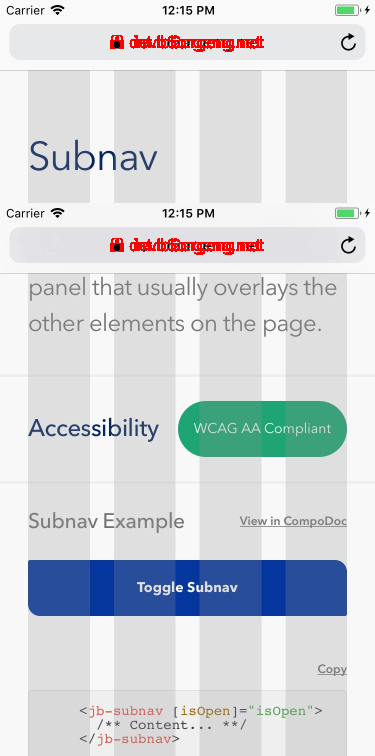 Carrier 12:15 PM
Subnav
Carrier 12:15 PM
panel that usually overlays the
other elements on the page.
Accessibility WCAG AA Compliant
Subnav Example View in CompoDoc
Toggle Subnav
Copy
<jb-subnav [isOpen]="isOpen">
/** Content... **/
</jb-subnav>